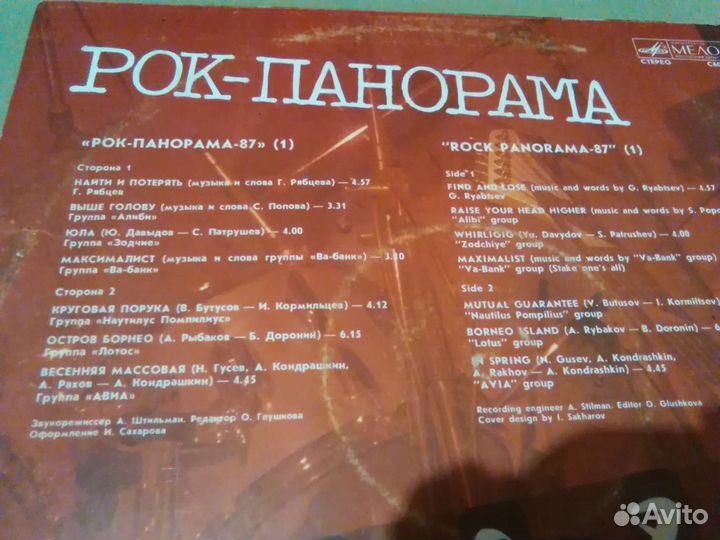 МЕЛО
СТЕРЕО
РОК-ПАНОРАМА
«РОК-ПАНОРАМА-87» (1)
Сторона 1
НАЙТИ И ПОТЕРЯТЬ (музыка и слова Г. Рябцева) — 4.57
Г. Рябцев
ВЫШЕ ГОЛОВУ (музыка и слова С. Попова) — 3.31
Группа «Алиби»
ЮЛА (Ю. Давыдов — С. Патрушев) — 4.00
Группа «Зодчие»
МАКСИМАЛИСТ (музыка и слова группы «Ва-банк») — 3.10
Группа «Ва-банк»
Сторона 2
КРУГОВАЯ ПОРУКА (В. Бутусов — И. Кормильцев) — 4.12
Группа «Наутилус Помпилиус»
ОСТРОВ БОРНЕО (А. Рыбаков — Б. Доронин) — 6.15
Группа «Лотос»
ВЕСЕННЯЯ МАССОВАЯ (Н. Гусев, А. Кондрашкин,
А. Рахов — А. Кондрашкин) — 4.45
Группа «АВИА»
Звукорежиссер А. Штильман. Редактор О. Глушкова
Оформление И. Сахарова
"ROCK PANORAMA-87" (1)
Side 1
FIND AND LOSE (music and words by G. Ryabtsev) — 4.57
G. Ryabtsev
RAISE YOUR HEAD HIGHER (music and words by S. Popo
"Alibi" group
WHIRLIGIG (Yu. Davydov — S. Patrushev) — 4.00
"Zodchiye" group
MAXIMALIST (music and words by "Va-Bank" group)
"Va-Bank" group (Stake one's all)
Side 2
MUTUAL GUARANTEE (V. Butusov — I. Kormiltsev)
"Nautilus Pompilius" group
BORNEO ISLAND (A. Rybakov — B. Doronin) — 6
"Lotus" group
IN SPRING (N. Gusev, A. Kondrashkin,
A. Rakhov — A. Kondrashkin) — 4.45
"AVIA" group
Recording engineer A. Stilman. Editor O. Glushkova
Cover design by I. Sakharov
Avito